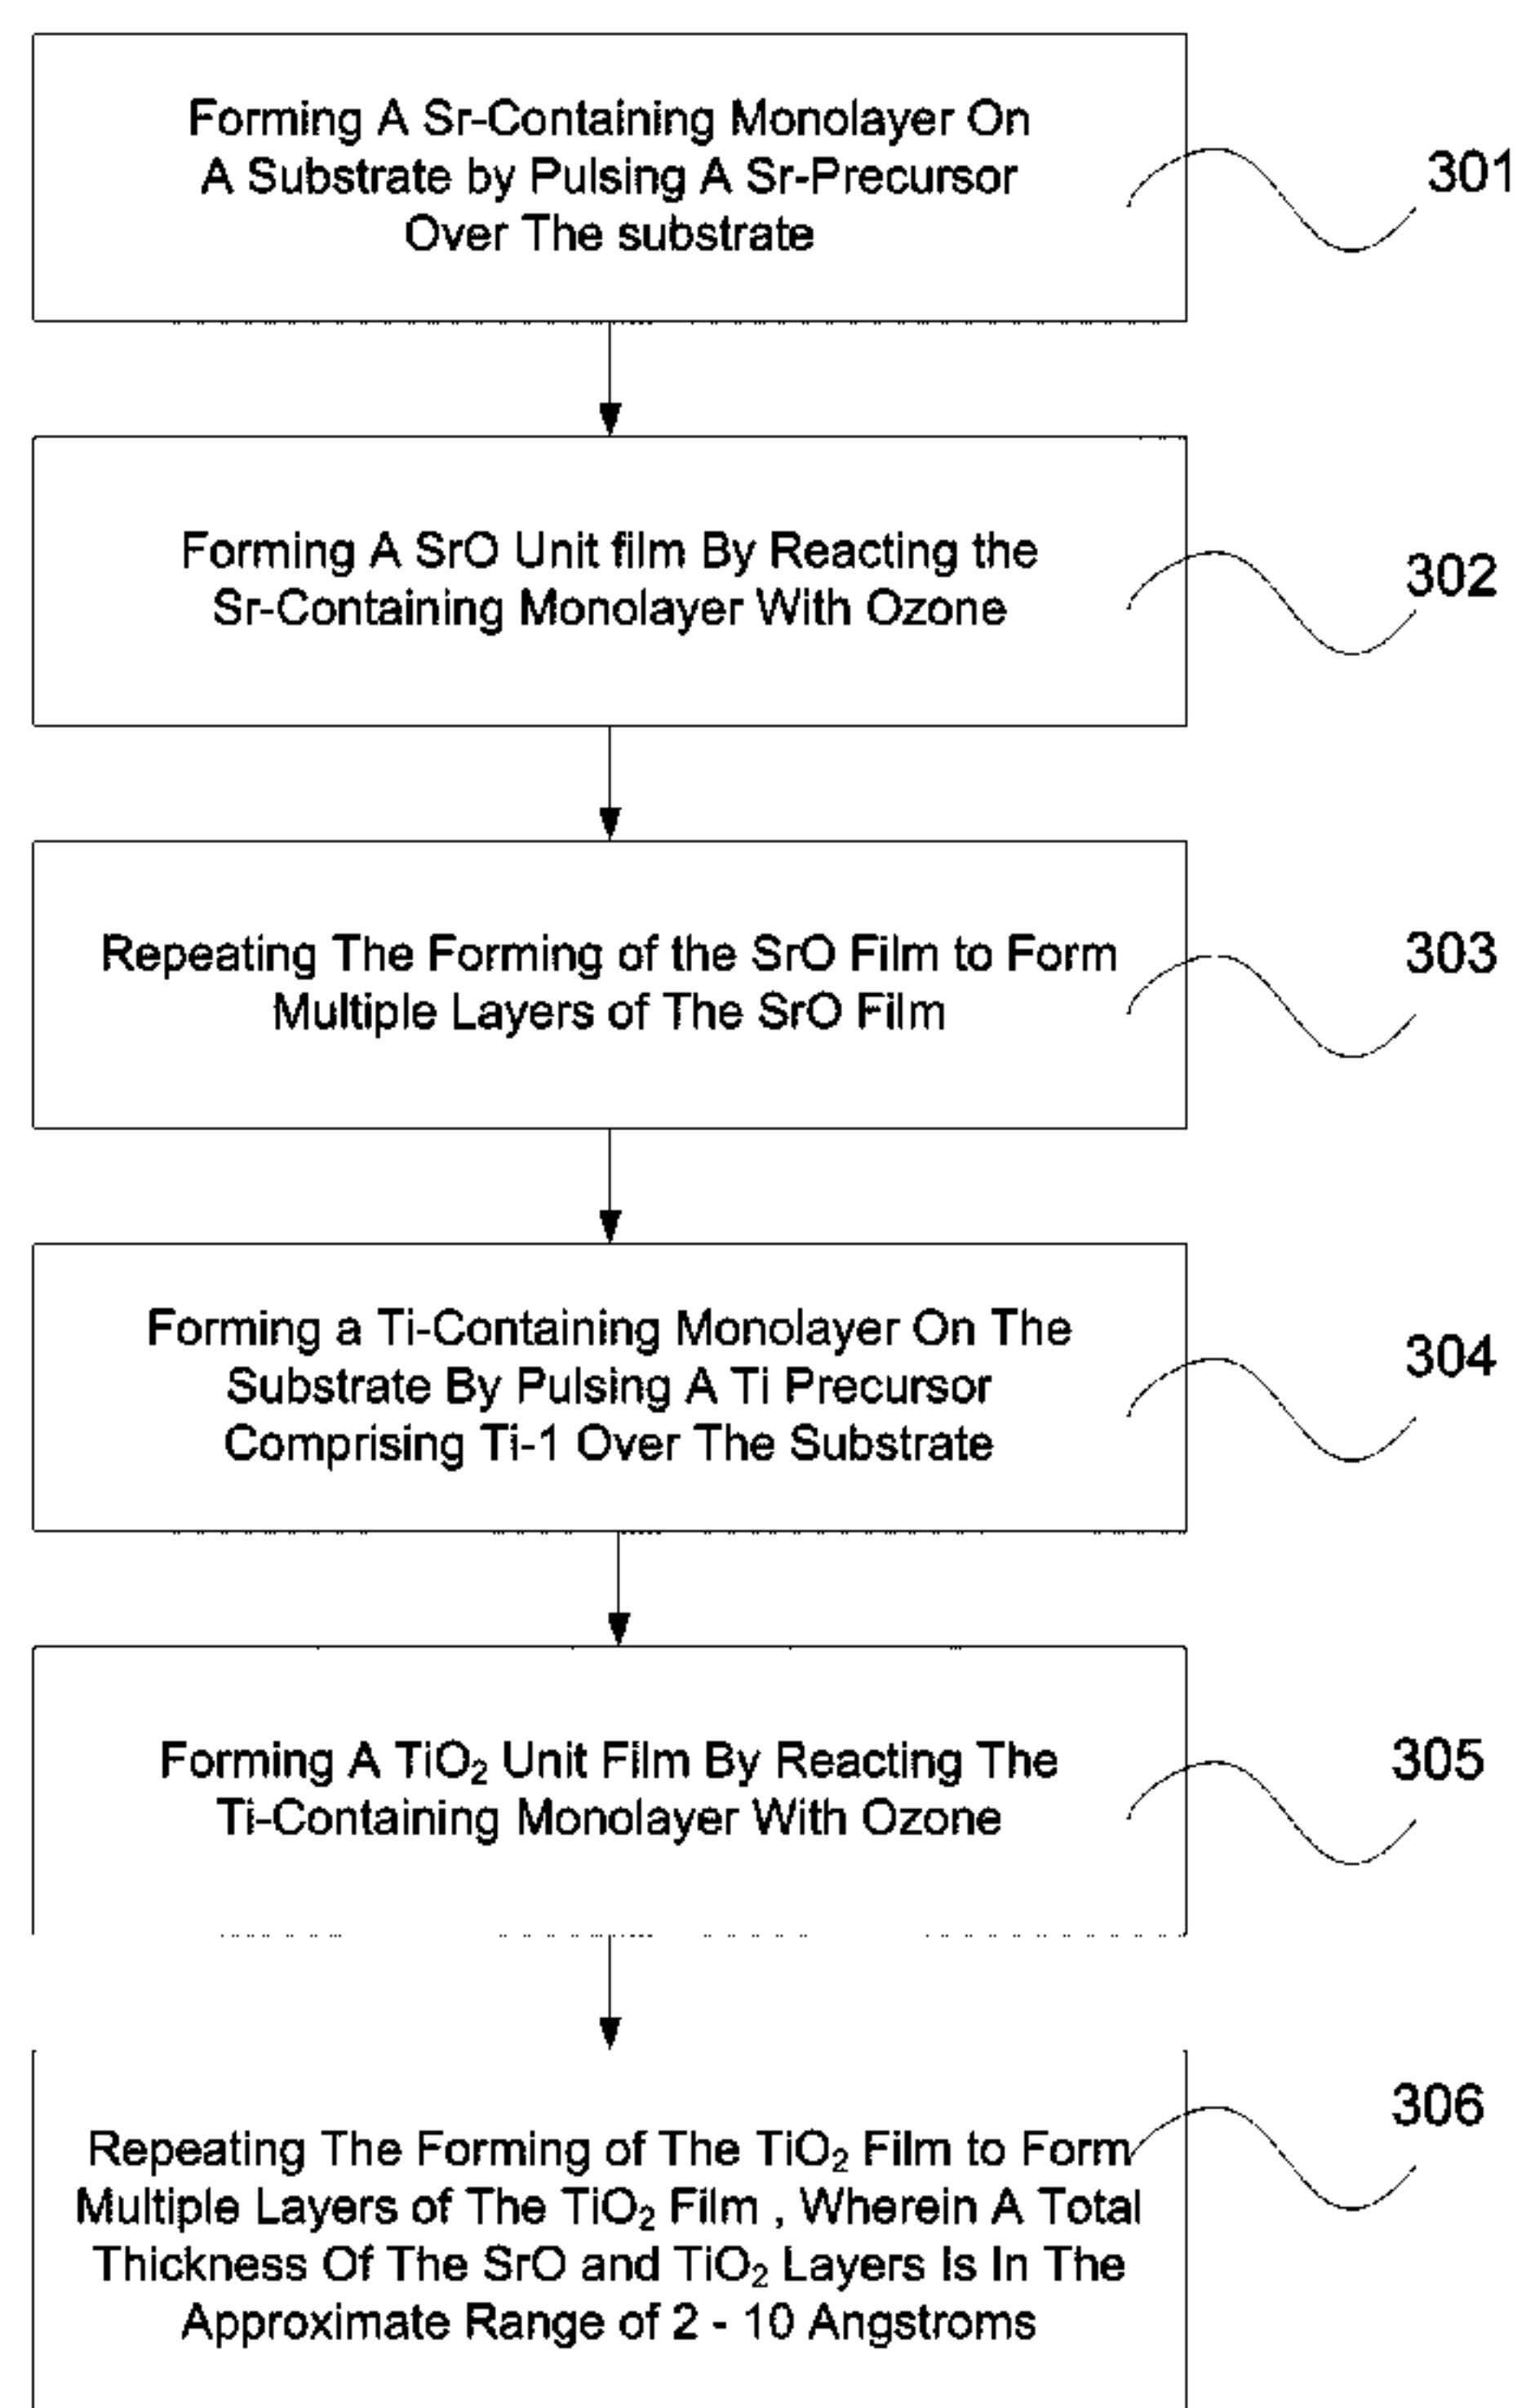 Forming A Sr-Containing Monolayer On
A Substrate by Pulsing A Sr-Precursor
Over The substrate
301
Forming A SrO Unit film By Reacting the
Sr-Containing Monolayer With Ozone
302
Repeating The Forming of the SrO Film to Form
Multiple Layers of The SrO Film
303
Forming a Ti-Containing Monolayer On The
Substrate By Pulsing A Ti Precursor
Comprising Ti-1 Over The Substrate
304
Forming A TiO₂ Unit Film By Reacting The
Ti-Containing Monolayer With Ozone
305
Repeating The Forming of The TiO₂ Film to Form
Multiple Layers of The TiO₂ Film , Wherein A Total
Thickness Of The SrO and TiO₂ Layers Is In The
Approximate Range of 2 - 10 Angstroms
306